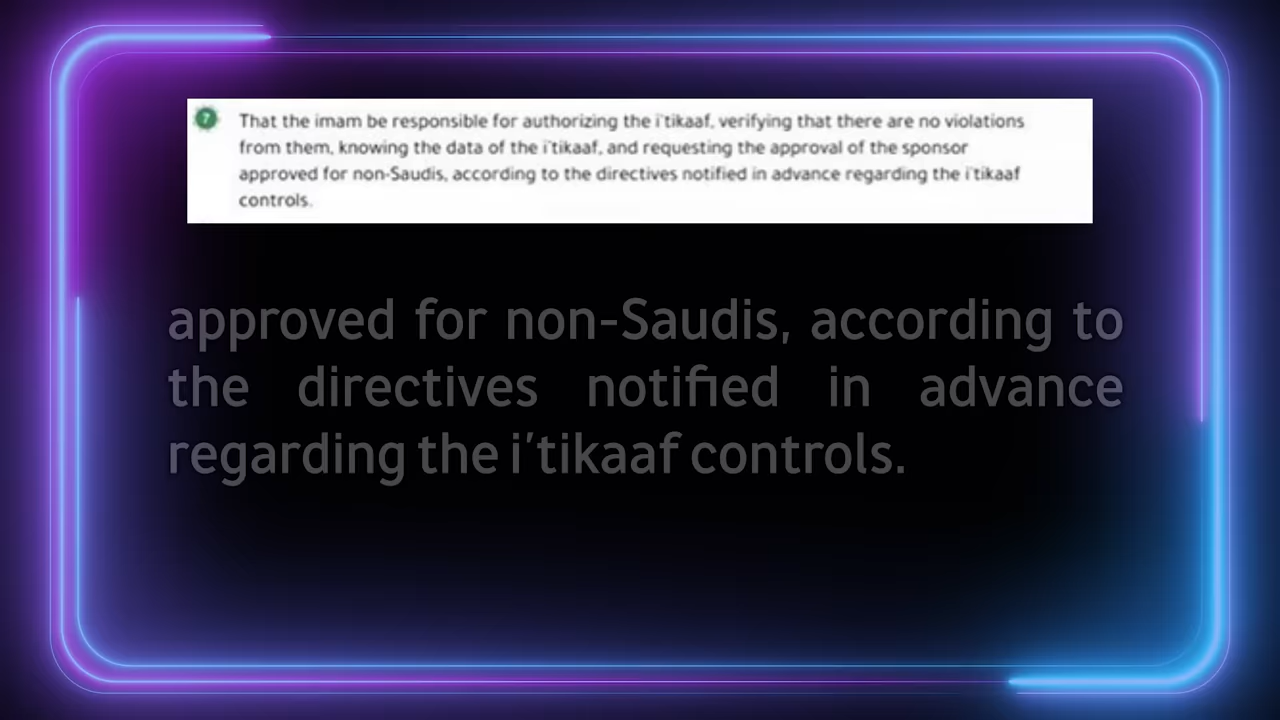 7 That the imam be responsible for authorizing the i'tikaaf, verifying that there are no violations
from them, knowing the data of the i'tikaaf, and requesting the approval of the sponsor
approved for non-Saudis, according to the directives notified in advance regarding the i'tikaaf
controls.
approved for non-Saudis, according to
the directives notified in advance
regarding the i'tikaaf controls.